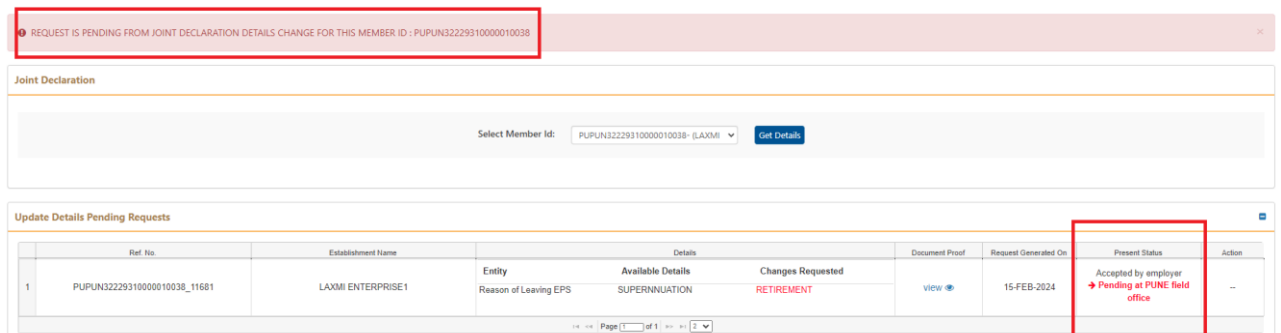 REQUEST IS PENDING FROM JOINT DECLARATION DETAILS CHANGE FOR THIS MEMBER ID : PUPUN32229310000010038 ×
Joint Declaration
Select Member Id: PUPUN32229310000010038- (LAXMI Get Details
Update Details Pending Requests
Ref. No. Establishment Name Details Document Proof Request Generated On Present Status Action
Entity Available Details Changes Requested
1 PUPUN32229310000010038_11681 LAXMI ENTERPRISE1 Reason of Leaving EPS SUPERNNUATION RETIREMENT view 15-FEB-2024 Accepted by employer --
→ Pending at PUNE field
office
Page 1 of 1 2